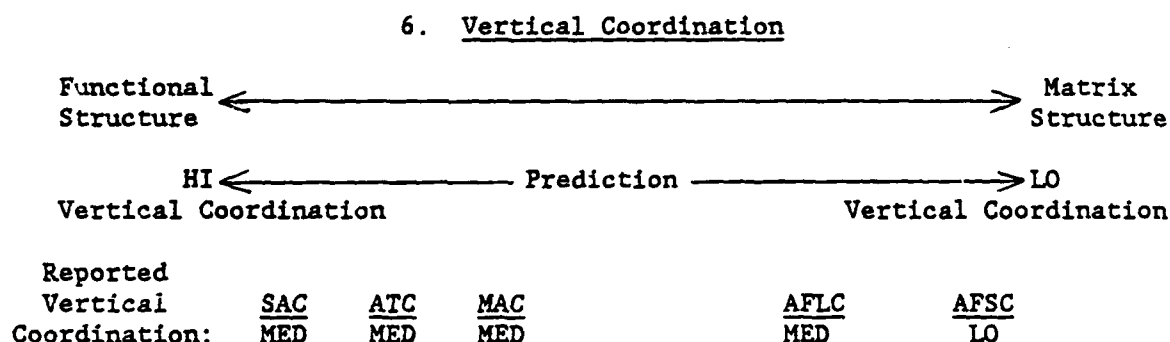 6. Vertical Coordination
Functional Structure
Matrix Structure
HI Prediction LO
Vertical Coordination Vertical Coordination
Reported
Vertical SAC ATC MAC AFLC AFSC
Coordination: MED MED MED MED LO